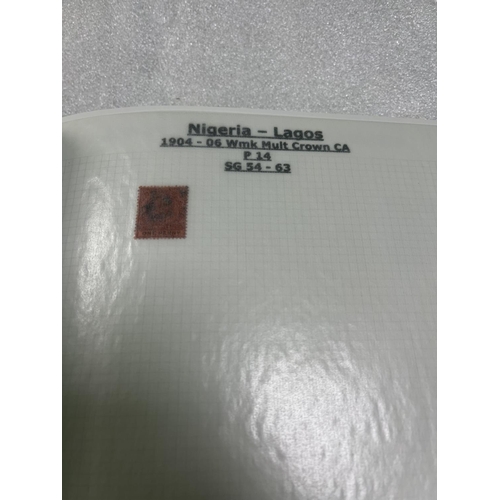 Nigeria – Lagos
1904 - 06 Wmk Mult Crown CA
P 14
SG 54 - 63